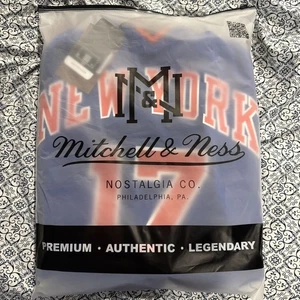 M&N
NEW YORK
Mitchell & Ness
NOSTALGIA CO.
PHILADELPHIA, PA.
17
PREMIUM • AUTHENTIC • LEGENDARY